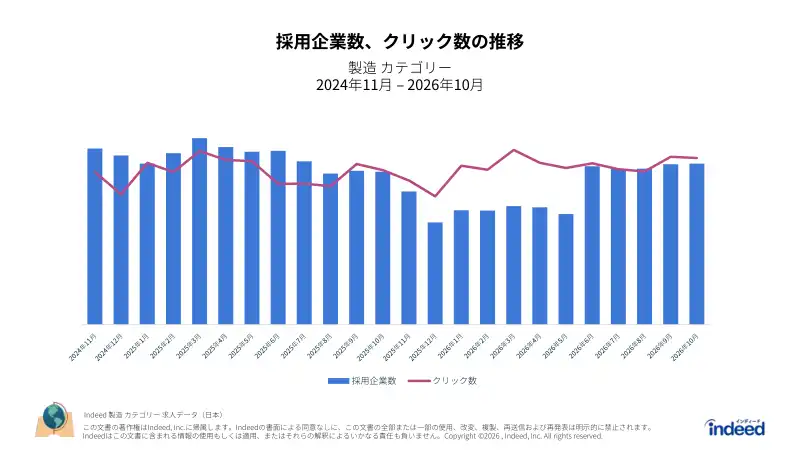 採用企業数、クリック数の推移
製造 カテゴリー
2024年11月 – 2026年10月
2024年11月
2024年12月
2025年1月
2025年2月
2025年3月
2025年4月
2025年5月
2025年6月
2025年7月
2025年8月
2025年9月
2025年10月
2025年11月
2025年12月
2026年1月
2026年2月
2026年3月
2026年4月
2026年5月
2026年6月
2026年7月
2026年8月
2026年9月
2026年10月
採用企業数 クリック数
Indeed 製造 カテゴリー 求人データ（日本）
この文書の著作権はIndeed, Inc.に帰属します。Indeedの書面による同意なしに、この文書の全部または一部の使用、改変、複製、再送信および再発表は明示的に禁止されます。
Indeedはこの文書に含まれる情報の使用もしくは適用、またはそれらの解釈によるいかなる責任も負いません。Copyright ©2026 , Indeed, Inc. All rights reserved.
インディード
indeed